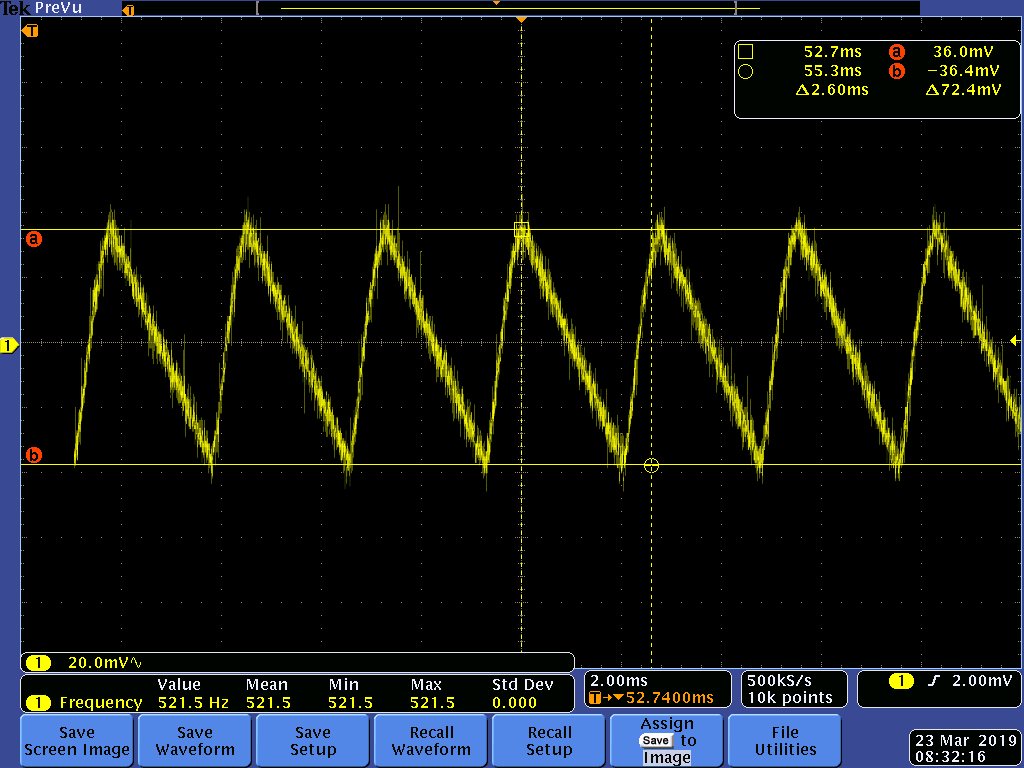 Tek PreVu
T
T
52.7ms a 36.0mV
55.3ms b −36.4mV
Δ2.60ms Δ72.4mV
a
1
b
1 20.0mV∿
Value Mean Min Max Std Dev
1 Frequency 521.5 Hz 521.5 521.5 521.5 0.000
2.00ms
T→▼52.7400ms
500kS/s
10k points
1 ƒ 2.00mV
Save
Screen Image
Save
Waveform
Save
Setup
Recall
Waveform
Recall
Setup
Assign
Save to
Image
File
Utilities
23 Mar 2019
08:32:16